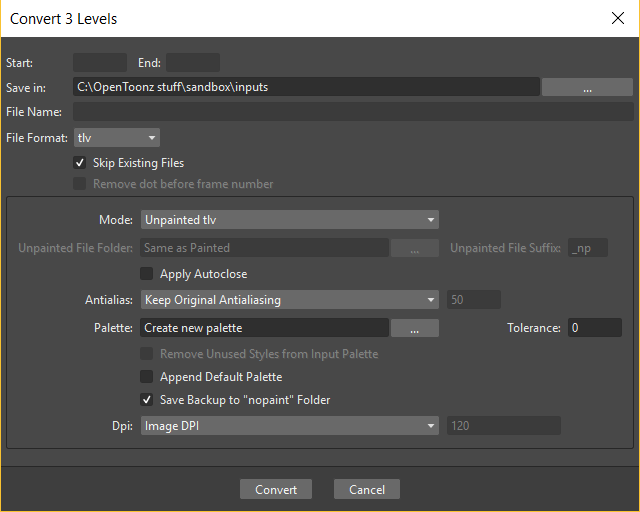 Convert 3 Levels
Start: End:
Save in: C:\OpenToonz stuff\sandbox\inputs ...
File Name:
File Format: tlv
Skip Existing Files
Remove dot before frame number
Mode: Unpainted tlv
Unpainted File Folder: Same as Painted ... Unpainted File Suffix: _np
Apply Autoclose
Antialias: Keep Original Antialiasing 50
Palette: Create new palette ... Tolerance: 0
Remove Unused Styles from Input Palette
Append Default Palette
Save Backup to "nopaint" Folder
Dpi: Image DPI 120
Convert Cancel